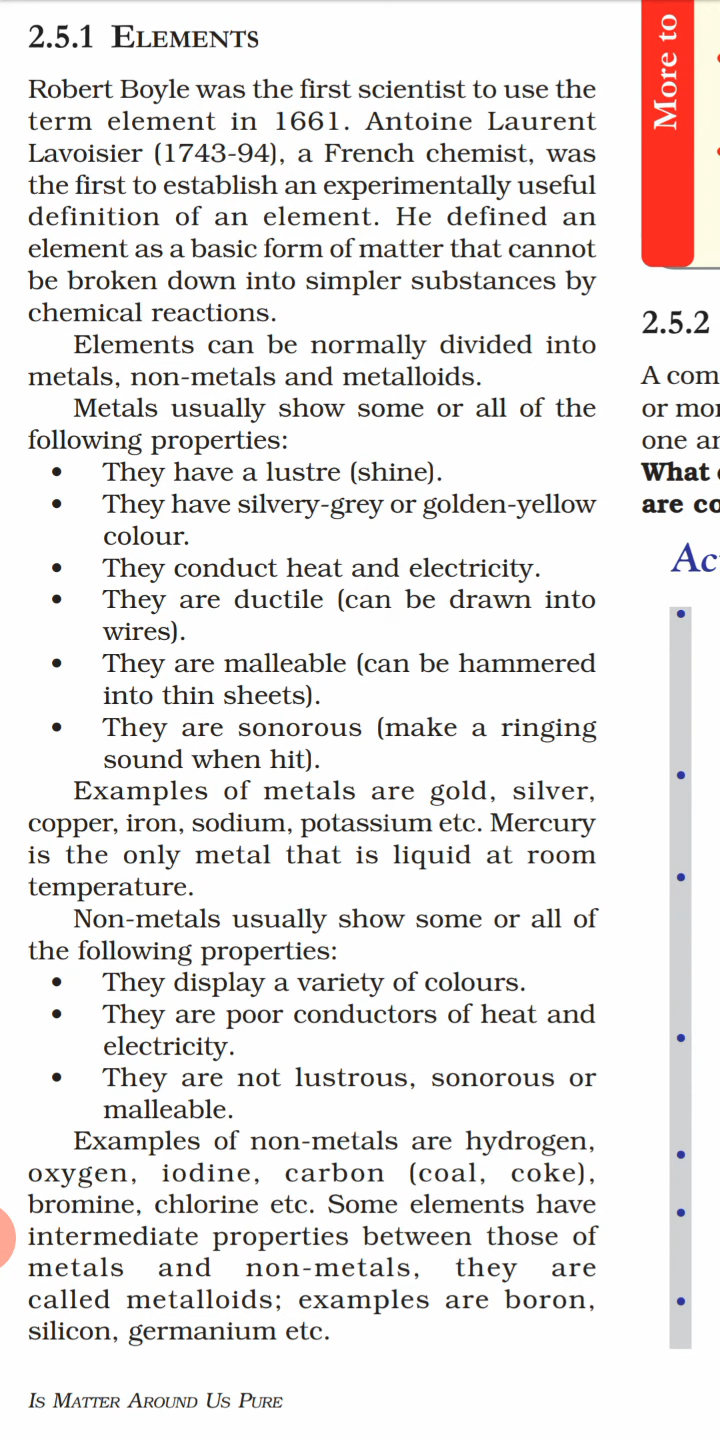 2.5.1 ELEMENTS
Robert Boyle was the first scientist to use the
term element in 1661. Antoine Laurent
Lavoisier (1743-94), a French chemist, was
the first to establish an experimentally useful
definition of an element. He defined an
element as a basic form of matter that cannot
be broken down into simpler substances by
chemical reactions.
Elements can be normally divided into
metals, non-metals and metalloids.
Metals usually show some or all of the
following properties:
• They have a lustre (shine).
• They have silvery-grey or golden-yellow
colour.
• They conduct heat and electricity.
• They are ductile (can be drawn into
wires).
• They are malleable (can be hammered
into thin sheets).
• They are sonorous (make a ringing
sound when hit).
Examples of metals are gold, silver,
copper, iron, sodium, potassium etc. Mercury
is the only metal that is liquid at room
temperature.
Non-metals usually show some or all of
the following properties:
• They display a variety of colours.
• They are poor conductors of heat and
electricity.
• They are not lustrous, sonorous or
malleable.
Examples of non-metals are hydrogen,
oxygen, iodine, carbon (coal, coke),
bromine, chlorine etc. Some elements have
intermediate properties between those of
metals and non-metals, they are
called metalloids; examples are boron,
silicon, germanium etc.
IS MATTER AROUND US PURE
More to
2.5.2
A com
or mor
one an
What
are co